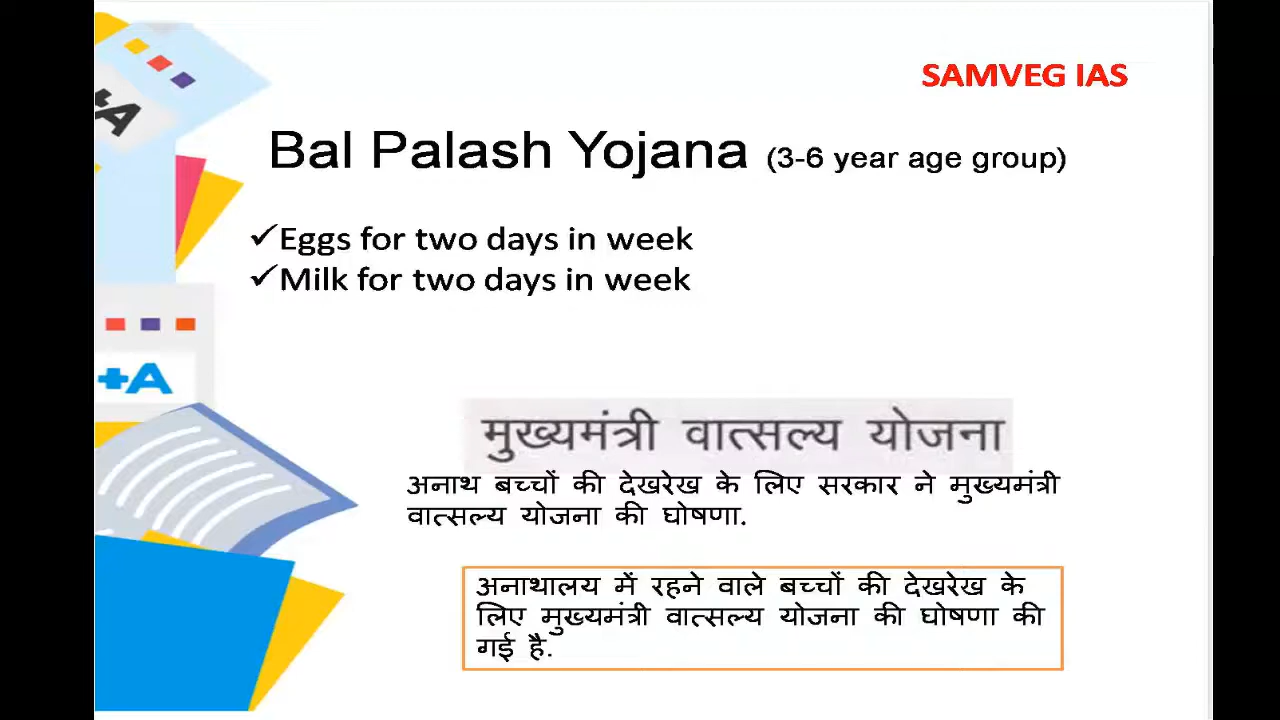 SAMVEG IAS
+A
Bal Palash Yojana (3-6 year age group)
✓Eggs for two days in week
✓Milk for two days in week
+A
मुख्यमंत्री वात्सल्य योजना
अनाथ बच्चों की देखरेख के लिए सरकार ने मुख्यमंत्री
वात्सल्य योजना की घोषणा.
अनाथालय में रहने वाले बच्चों की देखरेख के
लिए मुख्यमंत्री वात्सल्य योजना की घोषणा की
गई है.